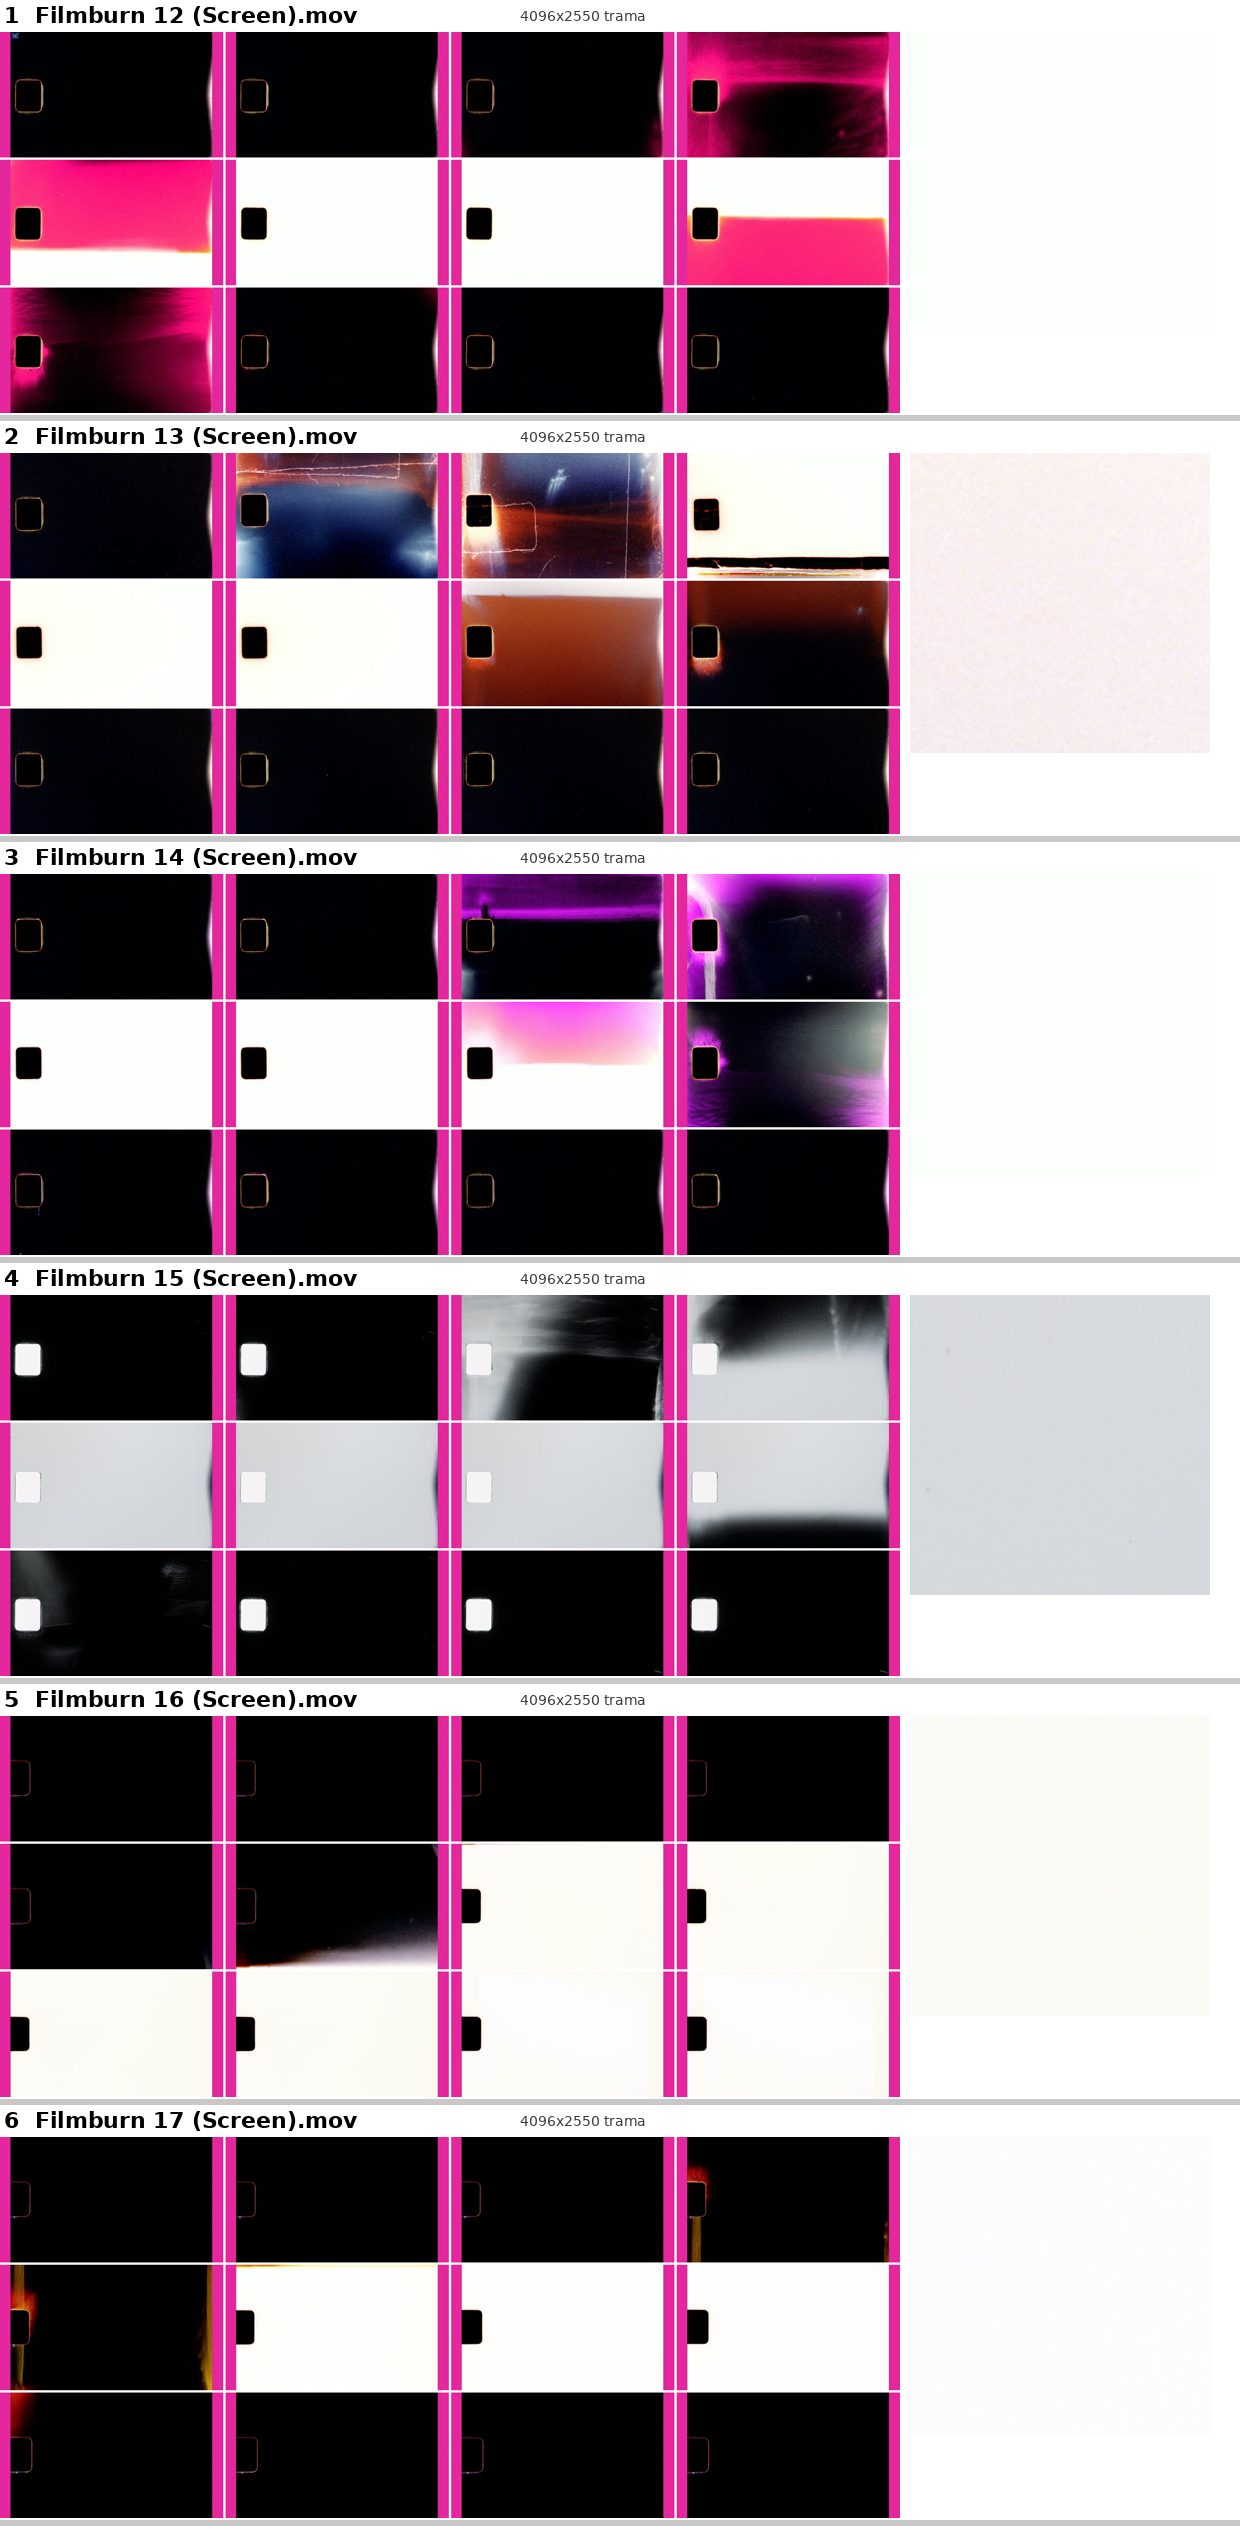 1 Filmburn 12 (Screen).mov 4096x2550 trama
2 Filmburn 13 (Screen).mov 4096x2550 trama
3 Filmburn 14 (Screen).mov 4096x2550 trama
4 Filmburn 15 (Screen).mov 4096x2550 trama
5 Filmburn 16 (Screen).mov 4096x2550 trama
6 Filmburn 17 (Screen).mov 4096x2550 trama